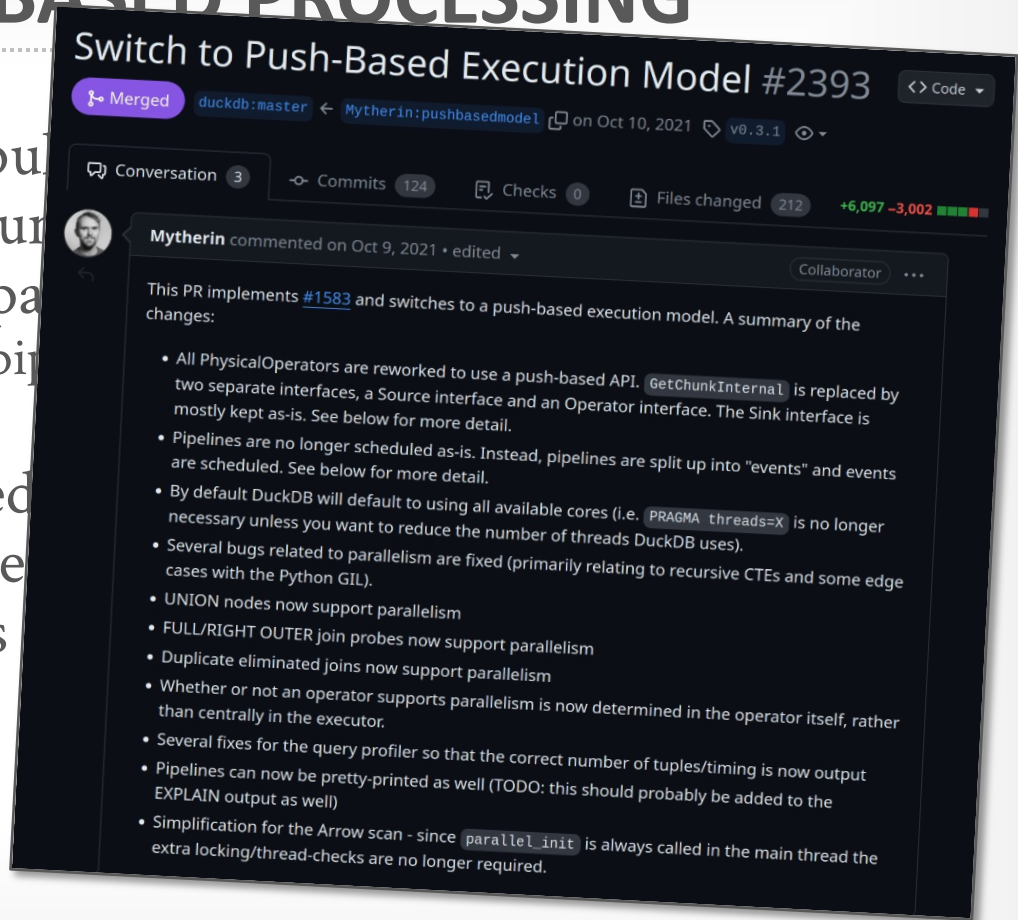 BASED PROCESSING
Switch to Push-Based Execution Model #2393
<> Code
Merged duckdb:master ← Mytherin:pushbasedmodel on Oct 10, 2021 v0.3.1
Conversation 3 Commits 124 Checks 0 Files changed 212 +6,097 −3,002
Mytherin commented on Oct 9, 2021 • edited Collaborator ...
This PR implements #1583 and switches to a push-based execution model. A summary of the
changes:
• All PhysicalOperators are reworked to use a push-based API. GetChunkInternal is replaced by
two separate interfaces, a Source interface and an Operator interface. The Sink interface is
mostly kept as-is. See below for more detail.
• Pipelines are no longer scheduled as-is. Instead, pipelines are split up into "events" and events
are scheduled. See below for more detail.
• By default DuckDB will default to using all available cores (i.e. PRAGMA threads=X is no longer
necessary unless you want to reduce the number of threads DuckDB uses).
• Several bugs related to parallelism are fixed (primarily relating to recursive CTEs and some edge
cases with the Python GIL).
• UNION nodes now support parallelism
• FULL/RIGHT OUTER join probes now support parallelism
• Duplicate eliminated joins now support parallelism
• Whether or not an operator supports parallelism is now determined in the operator itself, rather
than centrally in the executor.
• Several fixes for the query profiler so that the correct number of tuples/timing is now output
• Pipelines can now be pretty-printed as well (TODO: this should probably be added to the
EXPLAIN output as well)
• Simplification for the Arrow scan - since parallel_init is always called in the main thread the
extra locking/thread-checks are no longer required.